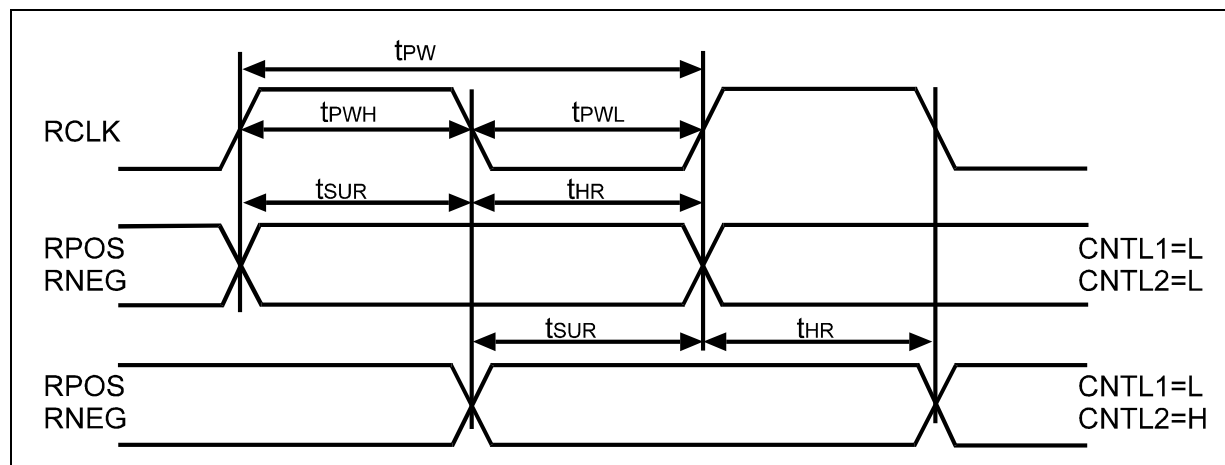 tPW
RCLK
tPWH
tPWL
tSUR
tHR
RPOS
RNEG
CNTL1=L
CNTL2=L
tSUR
tHR
RPOS
RNEG
CNTL1=L
CNTL2=H